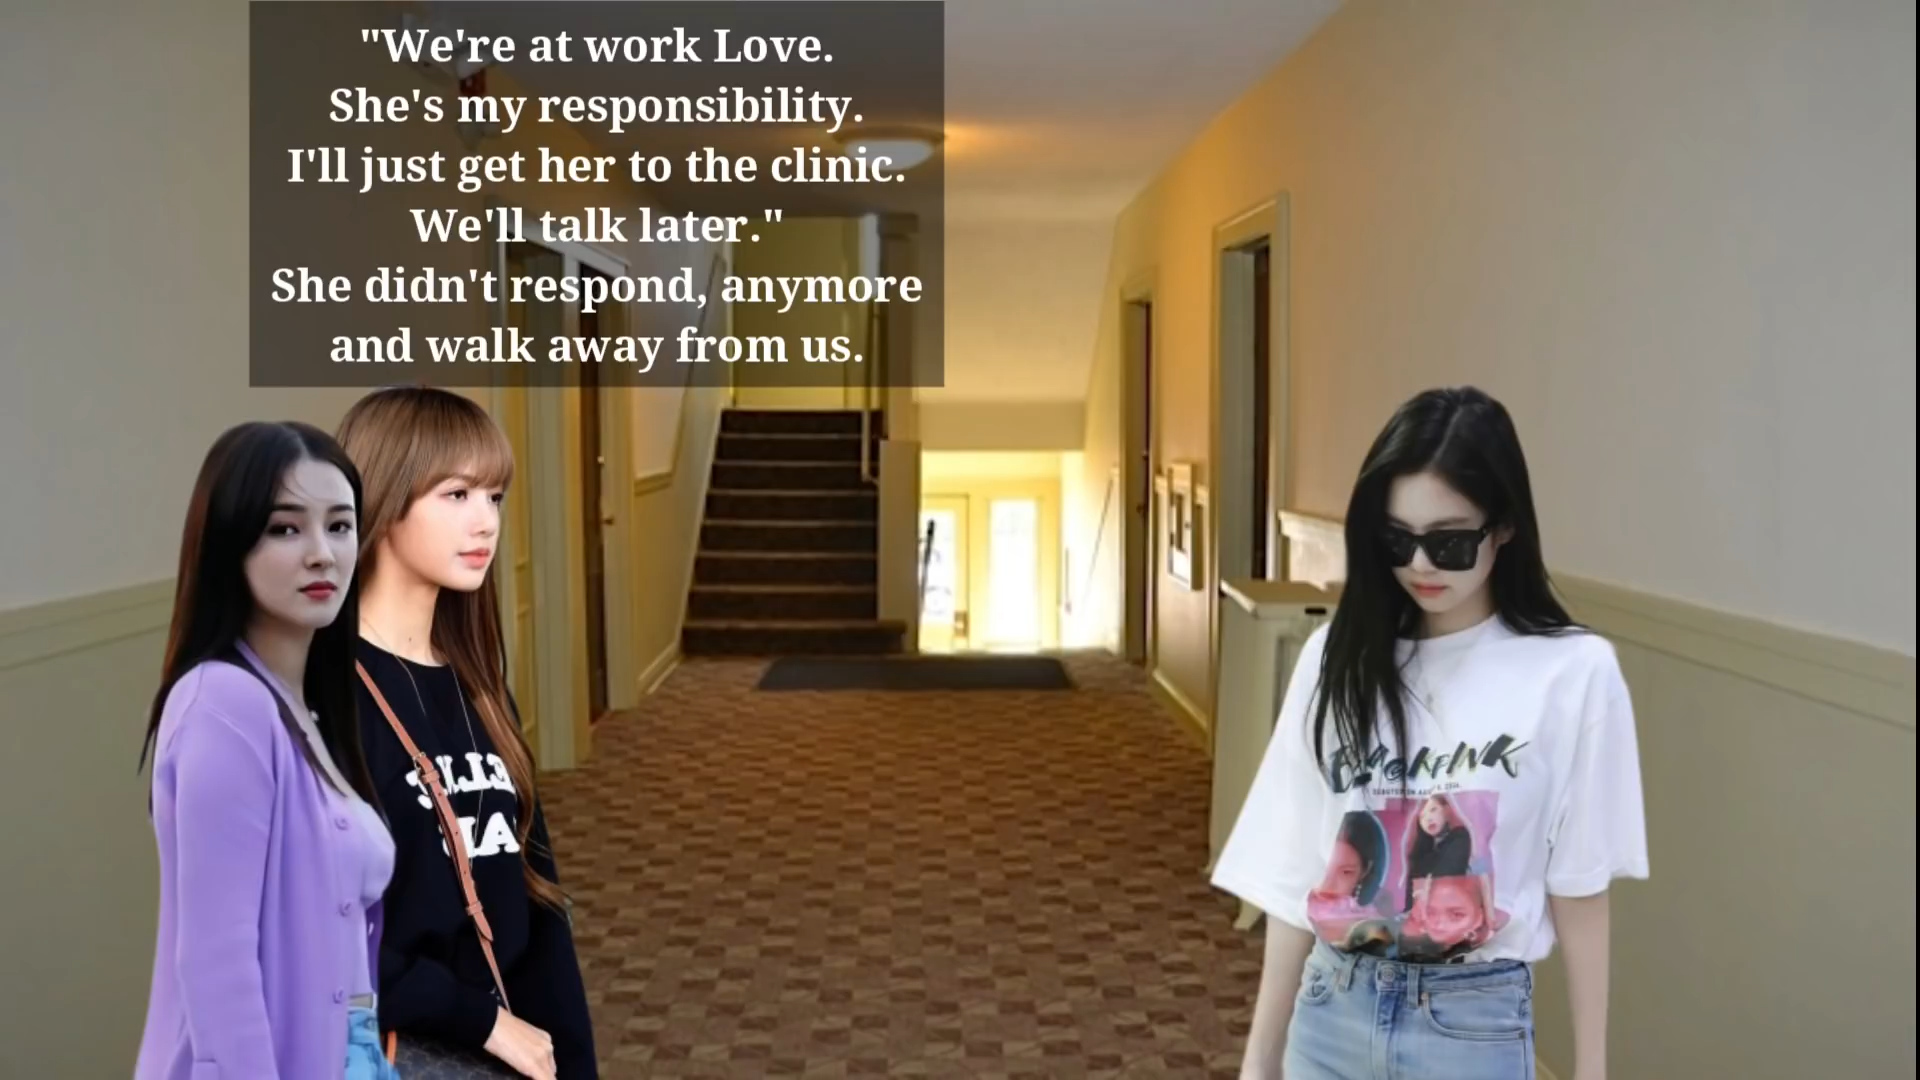 "We're at work Love.
She's my responsibility.
I'll just get her to the clinic.
We'll talk later."
She didn't respond, anymore
and walk away from us.
BLACKPINK